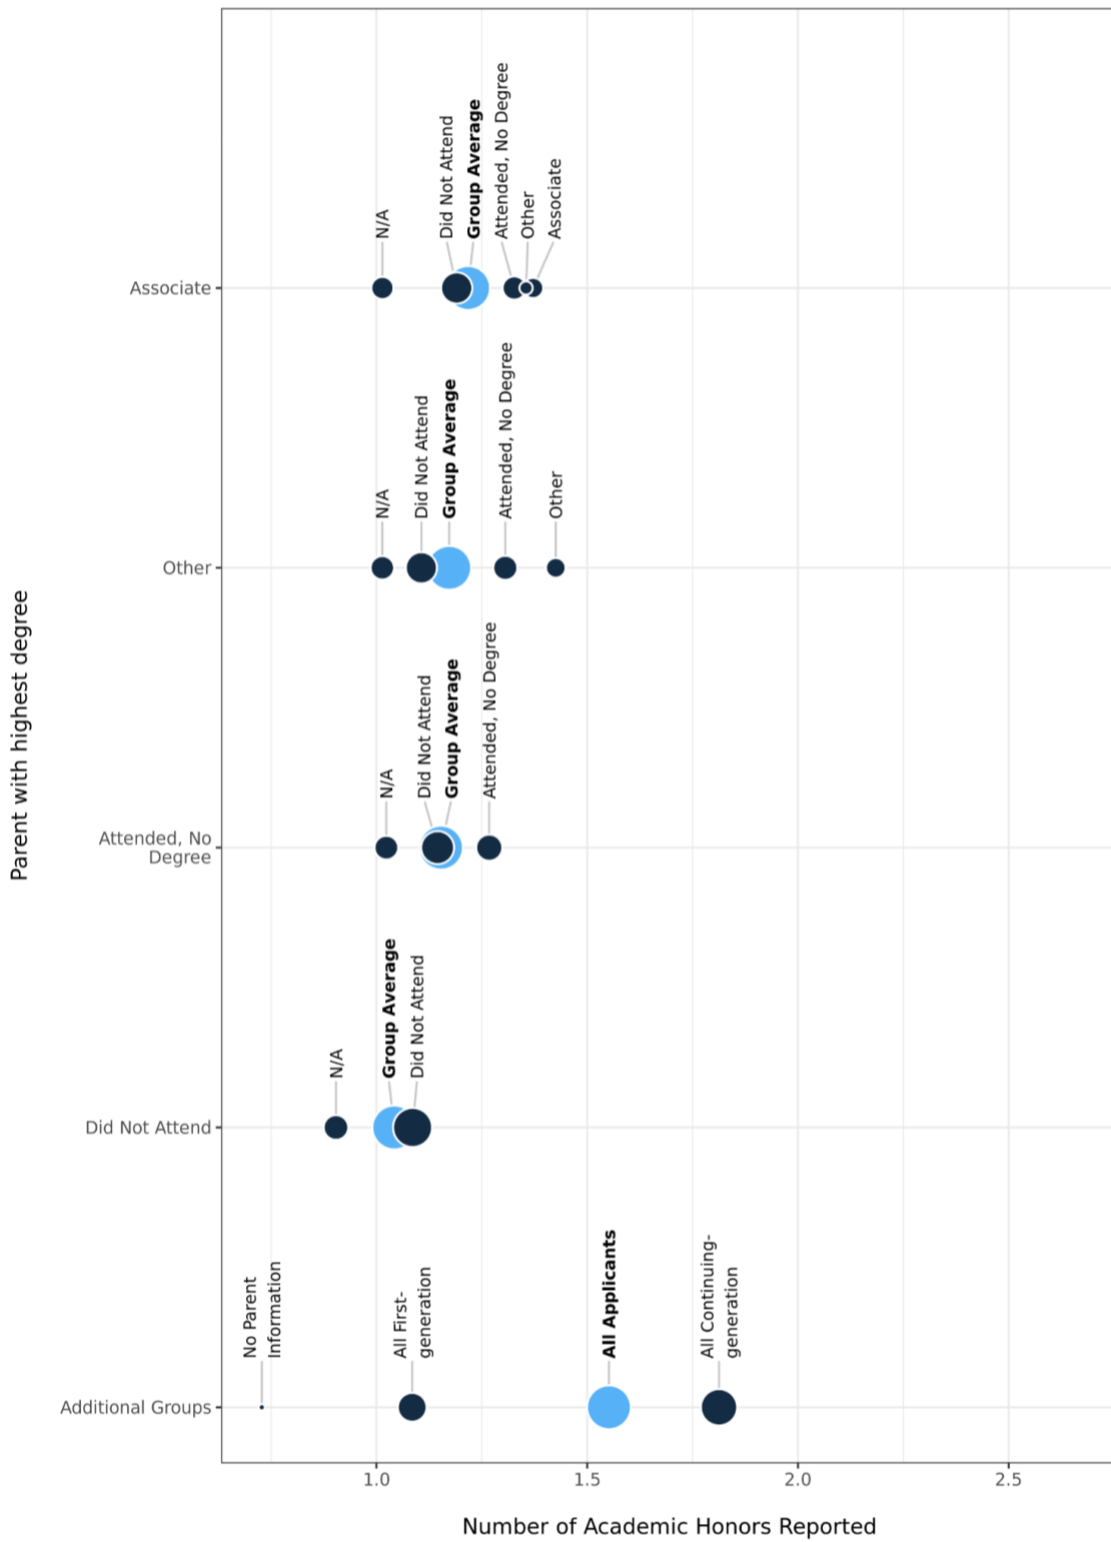 Parent with highest degree
Associate
N/A
Did Not Attend
Group Average
Attended, No Degree
Other
Associate
Other
N/A
Did Not Attend
Group Average
Attended, No Degree
Other
Attended, No
Degree
N/A
Did Not Attend
Group Average
Attended, No Degree
Did Not Attend
N/A
Group Average
Did Not Attend
Additional Groups
No Parent
Information
All First-
generation
All Applicants
All Continuing-
generation
1.0
1.5
2.0
2.5
Number of Academic Honors Reported